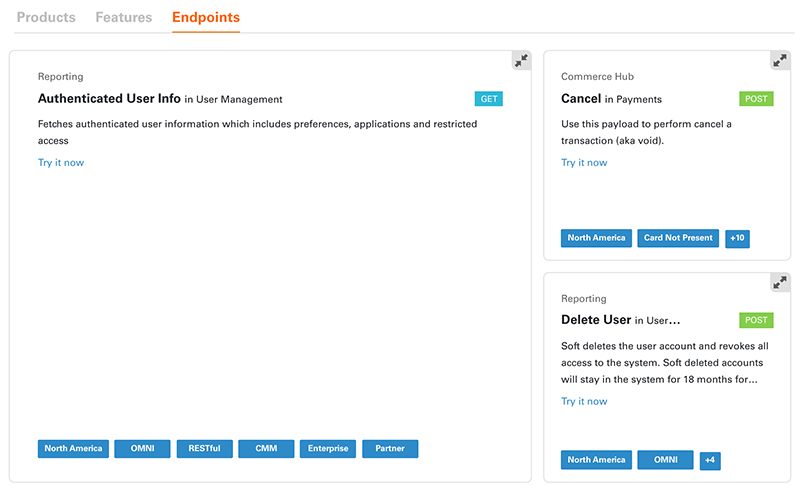 Products Features Endpoints
Reporting
Authenticated User Info in User Management GET
Fetches authenticated user information which includes preferences, applications and restricted
access
Try it now
North America OMNI RESTful CMM Enterprise Partner
Commerce Hub
Cancel in Payments POST
Use this payload to perform cancel a
transaction (aka void).
Try it now
North America Card Not Present +10
Reporting
Delete User in User... POST
Soft deletes the user account and revokes all
access to the system. Soft deleted accounts
will stay in the system for 18 months for...
Try it now
North America OMNI +4